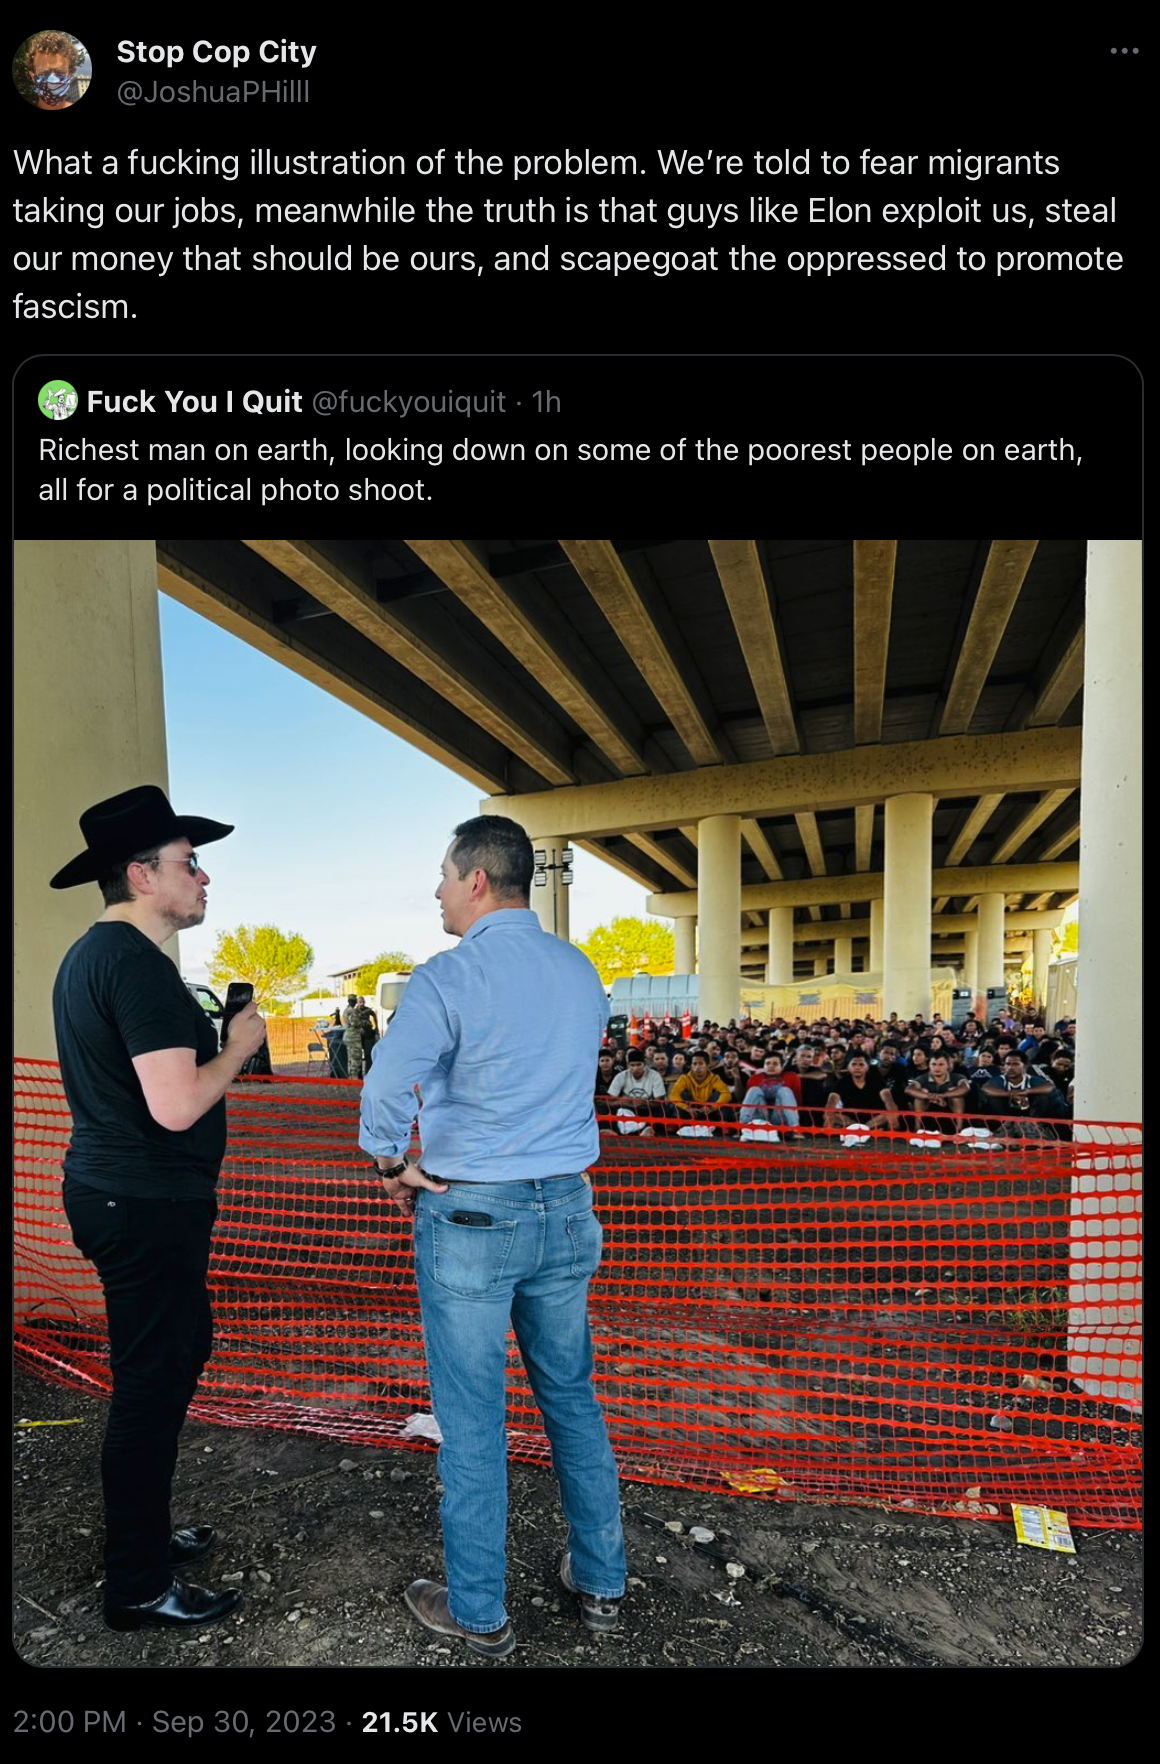 Stop Cop City
@JoshuaPHilll
What a fucking illustration of the problem. We’re told to fear migrants
taking our jobs, meanwhile the truth is that guys like Elon exploit us, steal
our money that should be ours, and scapegoat the oppressed to promote
fascism.
Fuck You I Quit @fuckyouiquit · 1h
Richest man on earth, looking down on some of the poorest people on earth,
all for a political photo shoot.
2:00 PM · Sep 30, 2023 · 21.5K Views